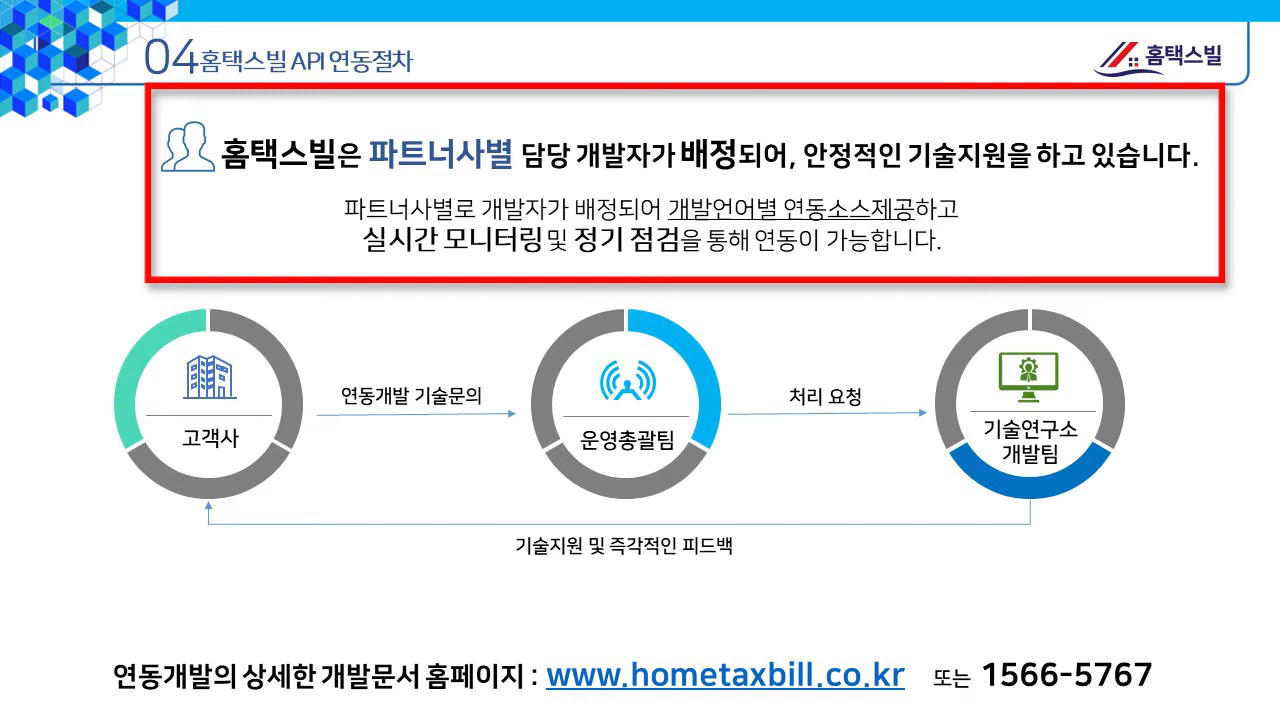 04 홈택스빌 API 연동절차
홈택스빌
홈택스빌은 파트너사별 담당 개발자가 배정되어, 안정적인 기술지원을 하고 있습니다.
파트너사별로 개발자가 배정되어 개발언어별 연동소스제공하고
실시간 모니터링 및 정기 점검을 통해 연동이 가능합니다.
고객사
연동개발 기술문의
운영총괄팀
처리 요청
기술연구소
개발팀
기술지원 및 즉각적인 피드백
연동개발의 상세한 개발문서 홈페이지 : www.hometaxbill.co.kr 또는 1566-5767